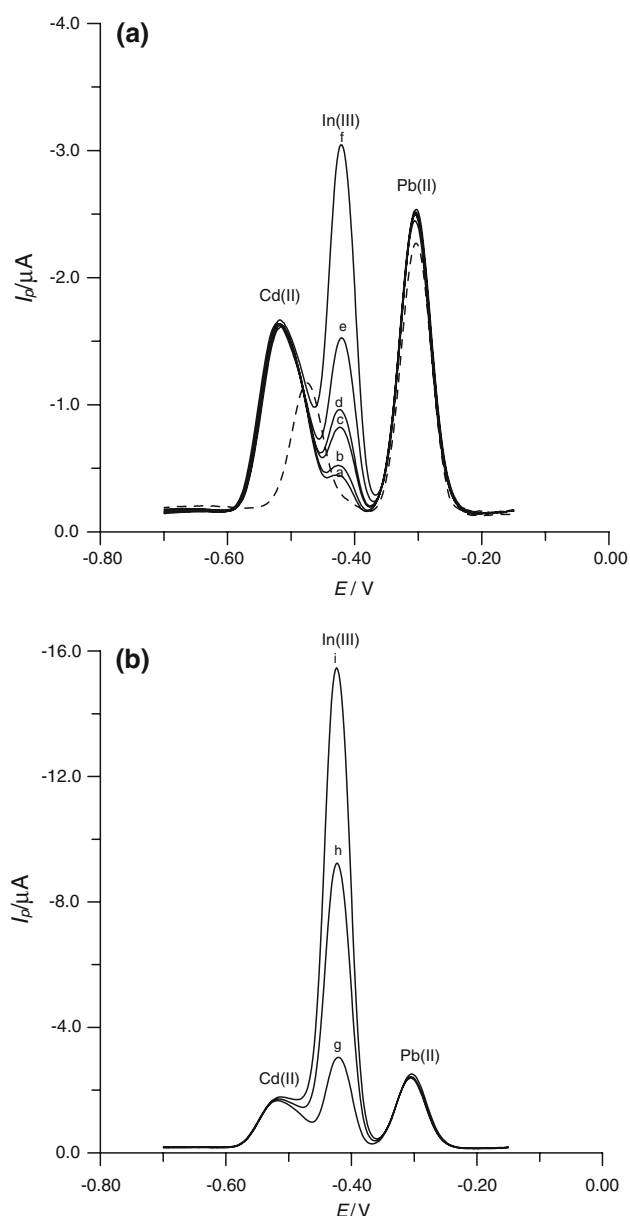 (a)
-4.0
In(III)
f
-3.0
Pb(II)
Cd(II)
-2.0
Ip/µA
e
d
-1.0
c
b
a
0.0
-0.80
-0.60
-0.40
-0.20
0.00
E / V
(b)
In(III)
-16.0
i
-12.0
h
Ip/µA
-8.0
-4.0
g
Pb(II)
Cd(II)
0.0
-0.80
-0.60
-0.40
-0.20
0.00
E / V